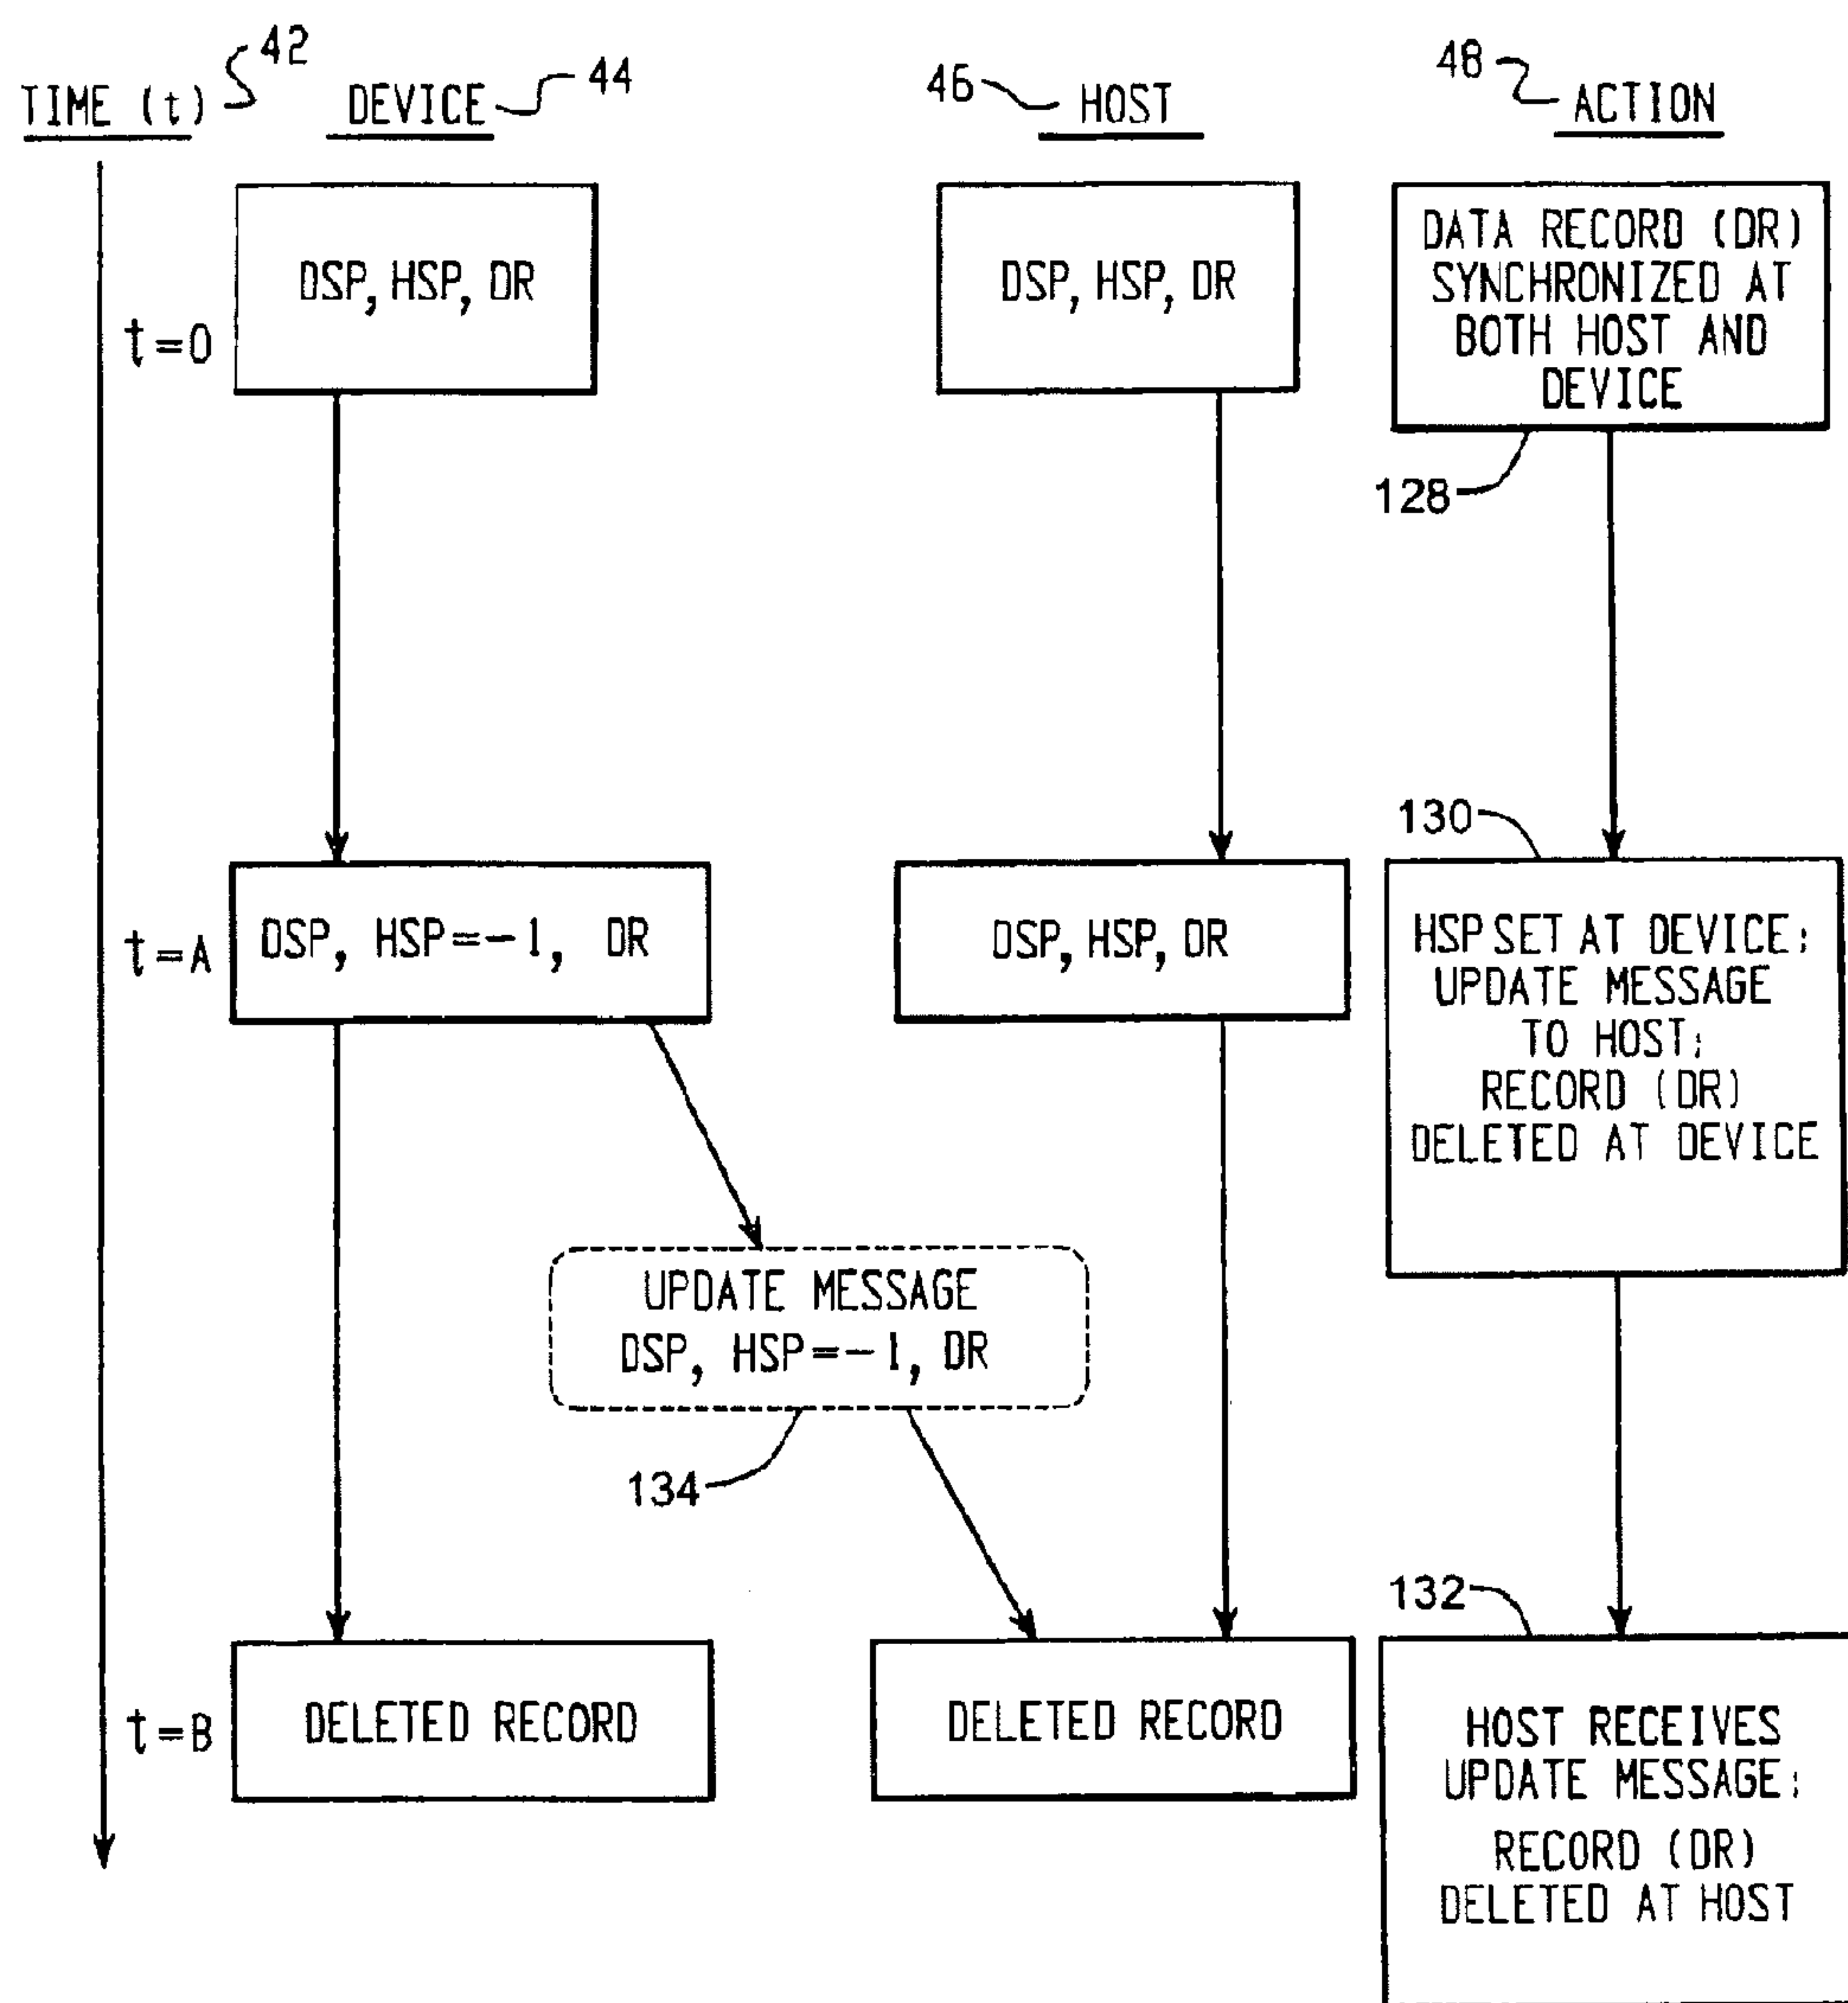 TIME (t) 42
DEVICE 44
46 HOST
48 ACTION
t=0
DSP, HSP, DR
DSP, HSP, DR
DATA RECORD (DR)
SYNCHRONIZED AT
BOTH HOST AND
DEVICE
128
130
t=A
DSP, HSP=-1, DR
DSP, HSP, DR
HSP SET AT DEVICE;
UPDATE MESSAGE
TO HOST;
RECORD (DR)
DELETED AT DEVICE
UPDATE MESSAGE
DSP, HSP=-1, DR
134
132
t=B
DELETED RECORD
DELETED RECORD
HOST RECEIVES
UPDATE MESSAGE;
RECORD (DR)
DELETED AT HOST